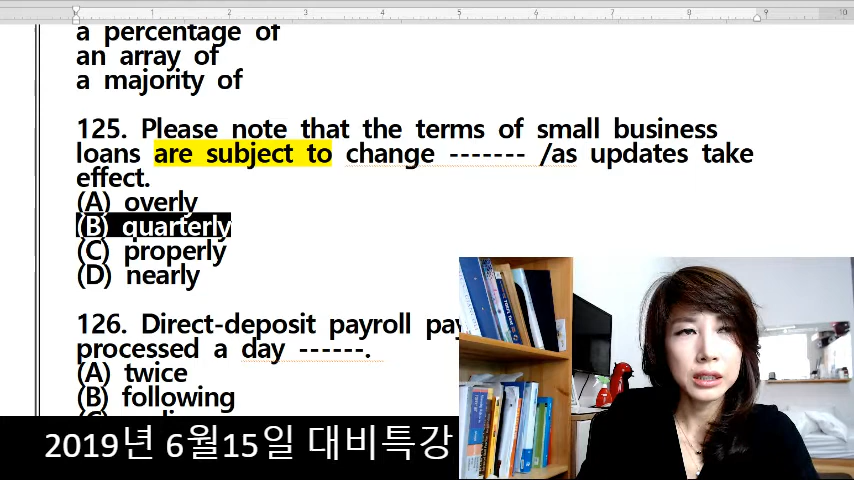 a percentage of
an array of
a majority of
125. Please note that the terms of small business
loans are subject to change ------- /as updates take
effect.
(A) overly
(B) quarterly
(C) properly
(D) nearly
126. Direct-deposit payroll pay
processed a day ------.
(A) twice
(B) following
2019년 6월15일 대비특강